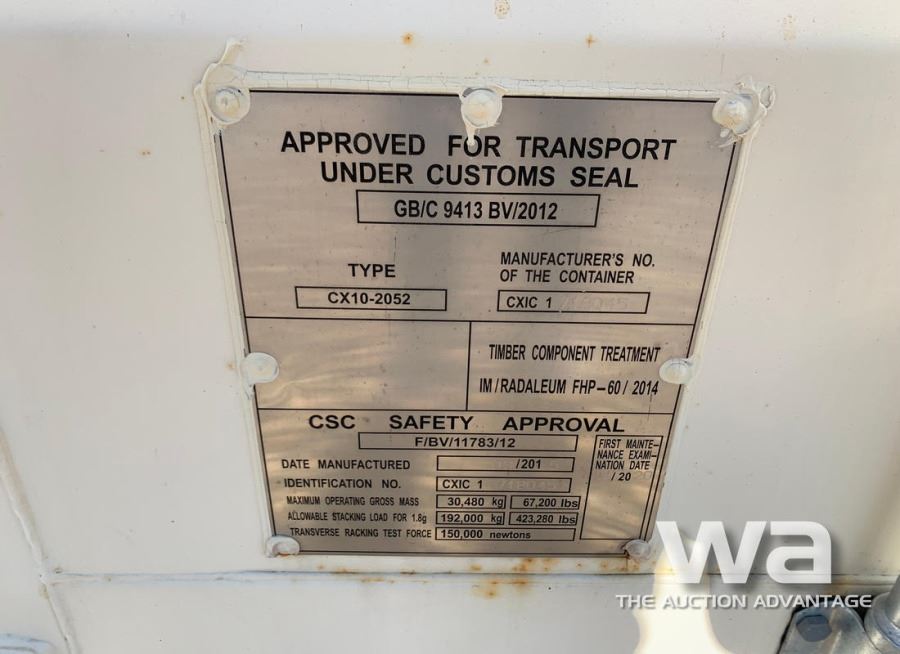 APPROVED FOR TRANSPORT
UNDER CUSTOMS SEAL
GB/C 9413 BV/2012
TYPE
CX10-2052
MANUFACTURER'S NO.
OF THE CONTAINER
CXIC 1
TIMBER COMPONENT TREATMENT
IM/RADALEUM FHP-60/2014
CSC SAFETY APPROVAL
F/BV/11783/12
DATE MANUFACTURED /201
IDENTIFICATION NO. CXIC 1
MAXIMUM OPERATING GROSS MASS 30,480 kg 67,200 lbs
ALLOWABLE STACKING LOAD FOR 1.8g 192,000 kg 423,280 lbs
TRANSVERSE RACKING TEST FORCE 150,000 newtons
FIRST MAINTE-
NANCE EXAMI-
NATION DATE
/20
wa
THE AUCTION ADVANTAGE